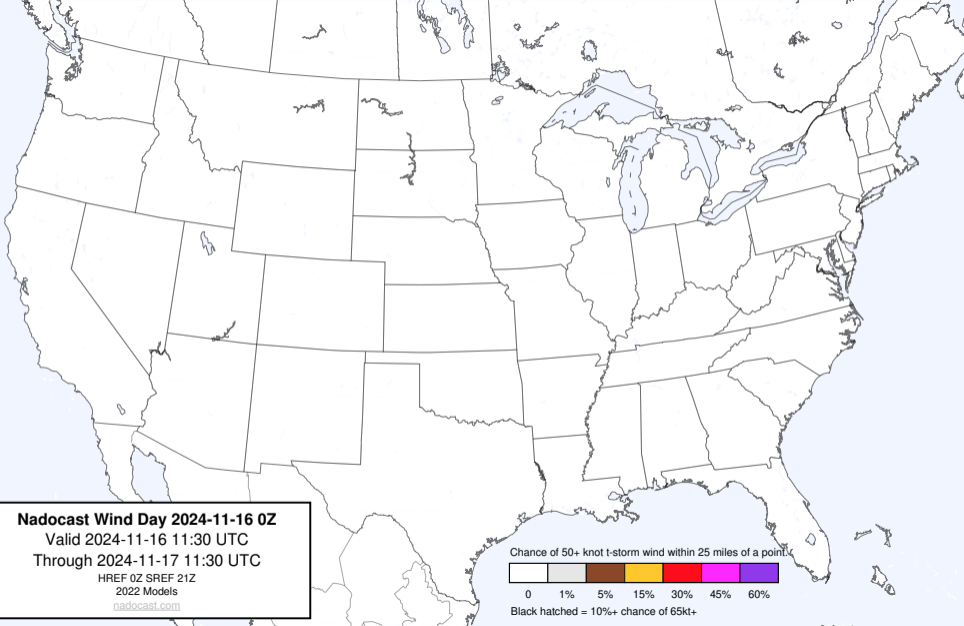 Nadocast Wind Day 2024-11-16 0Z
Valid 2024-11-16 11:30 UTC
Through 2024-11-17 11:30 UTC
HREF 0Z SREF 21Z
2022 Models
nadocast.com
Chance of 50+ knot t-storm wind within 25 miles of a point.
0 1% 5% 15% 30% 45% 60%
Black hatched = 10%+ chance of 65kt+